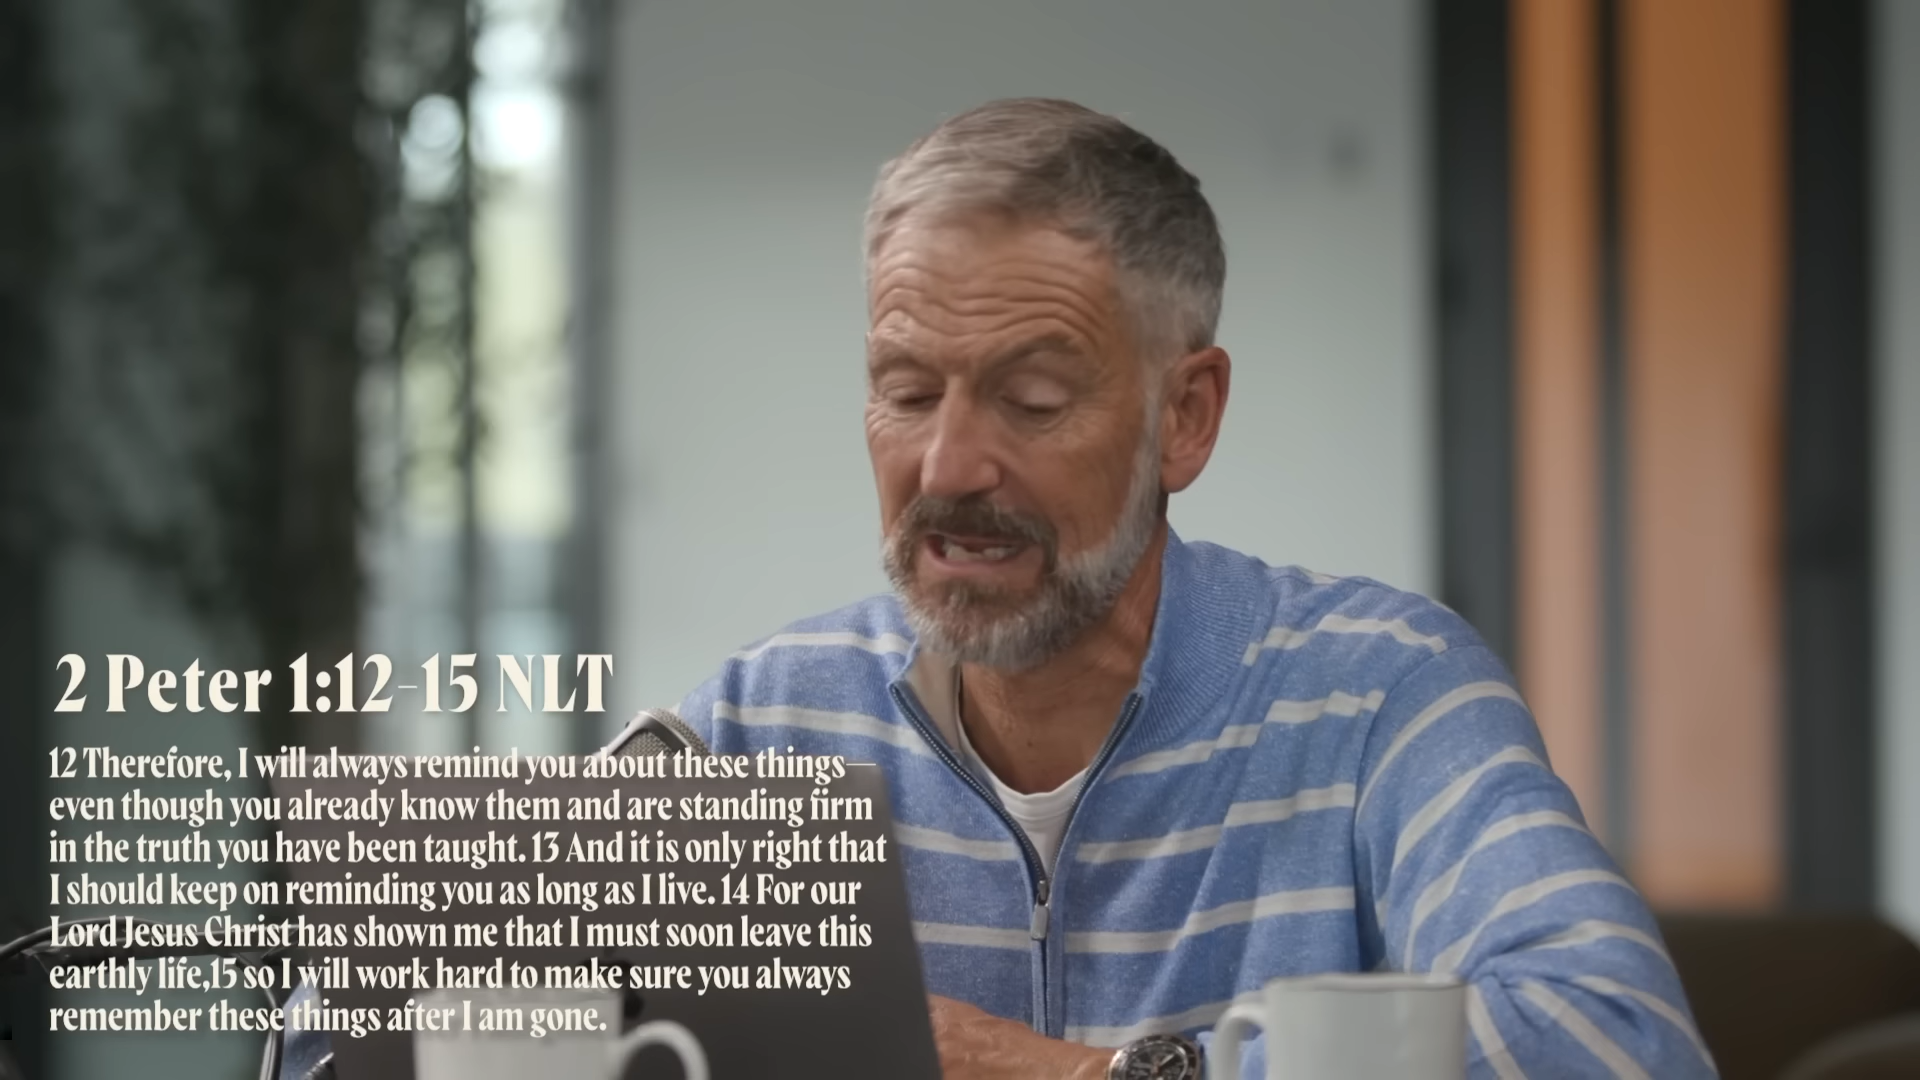 2 Peter 1:12-15 NLT
12 Therefore, I will always remind you about these things—
even though you already know them and are standing firm
in the truth you have been taught. 13 And it is only right that
I should keep on reminding you as long as I live. 14 For our
Lord Jesus Christ has shown me that I must soon leave this
earthly life,15 so I will work hard to make sure you always
remember these things after I am gone.